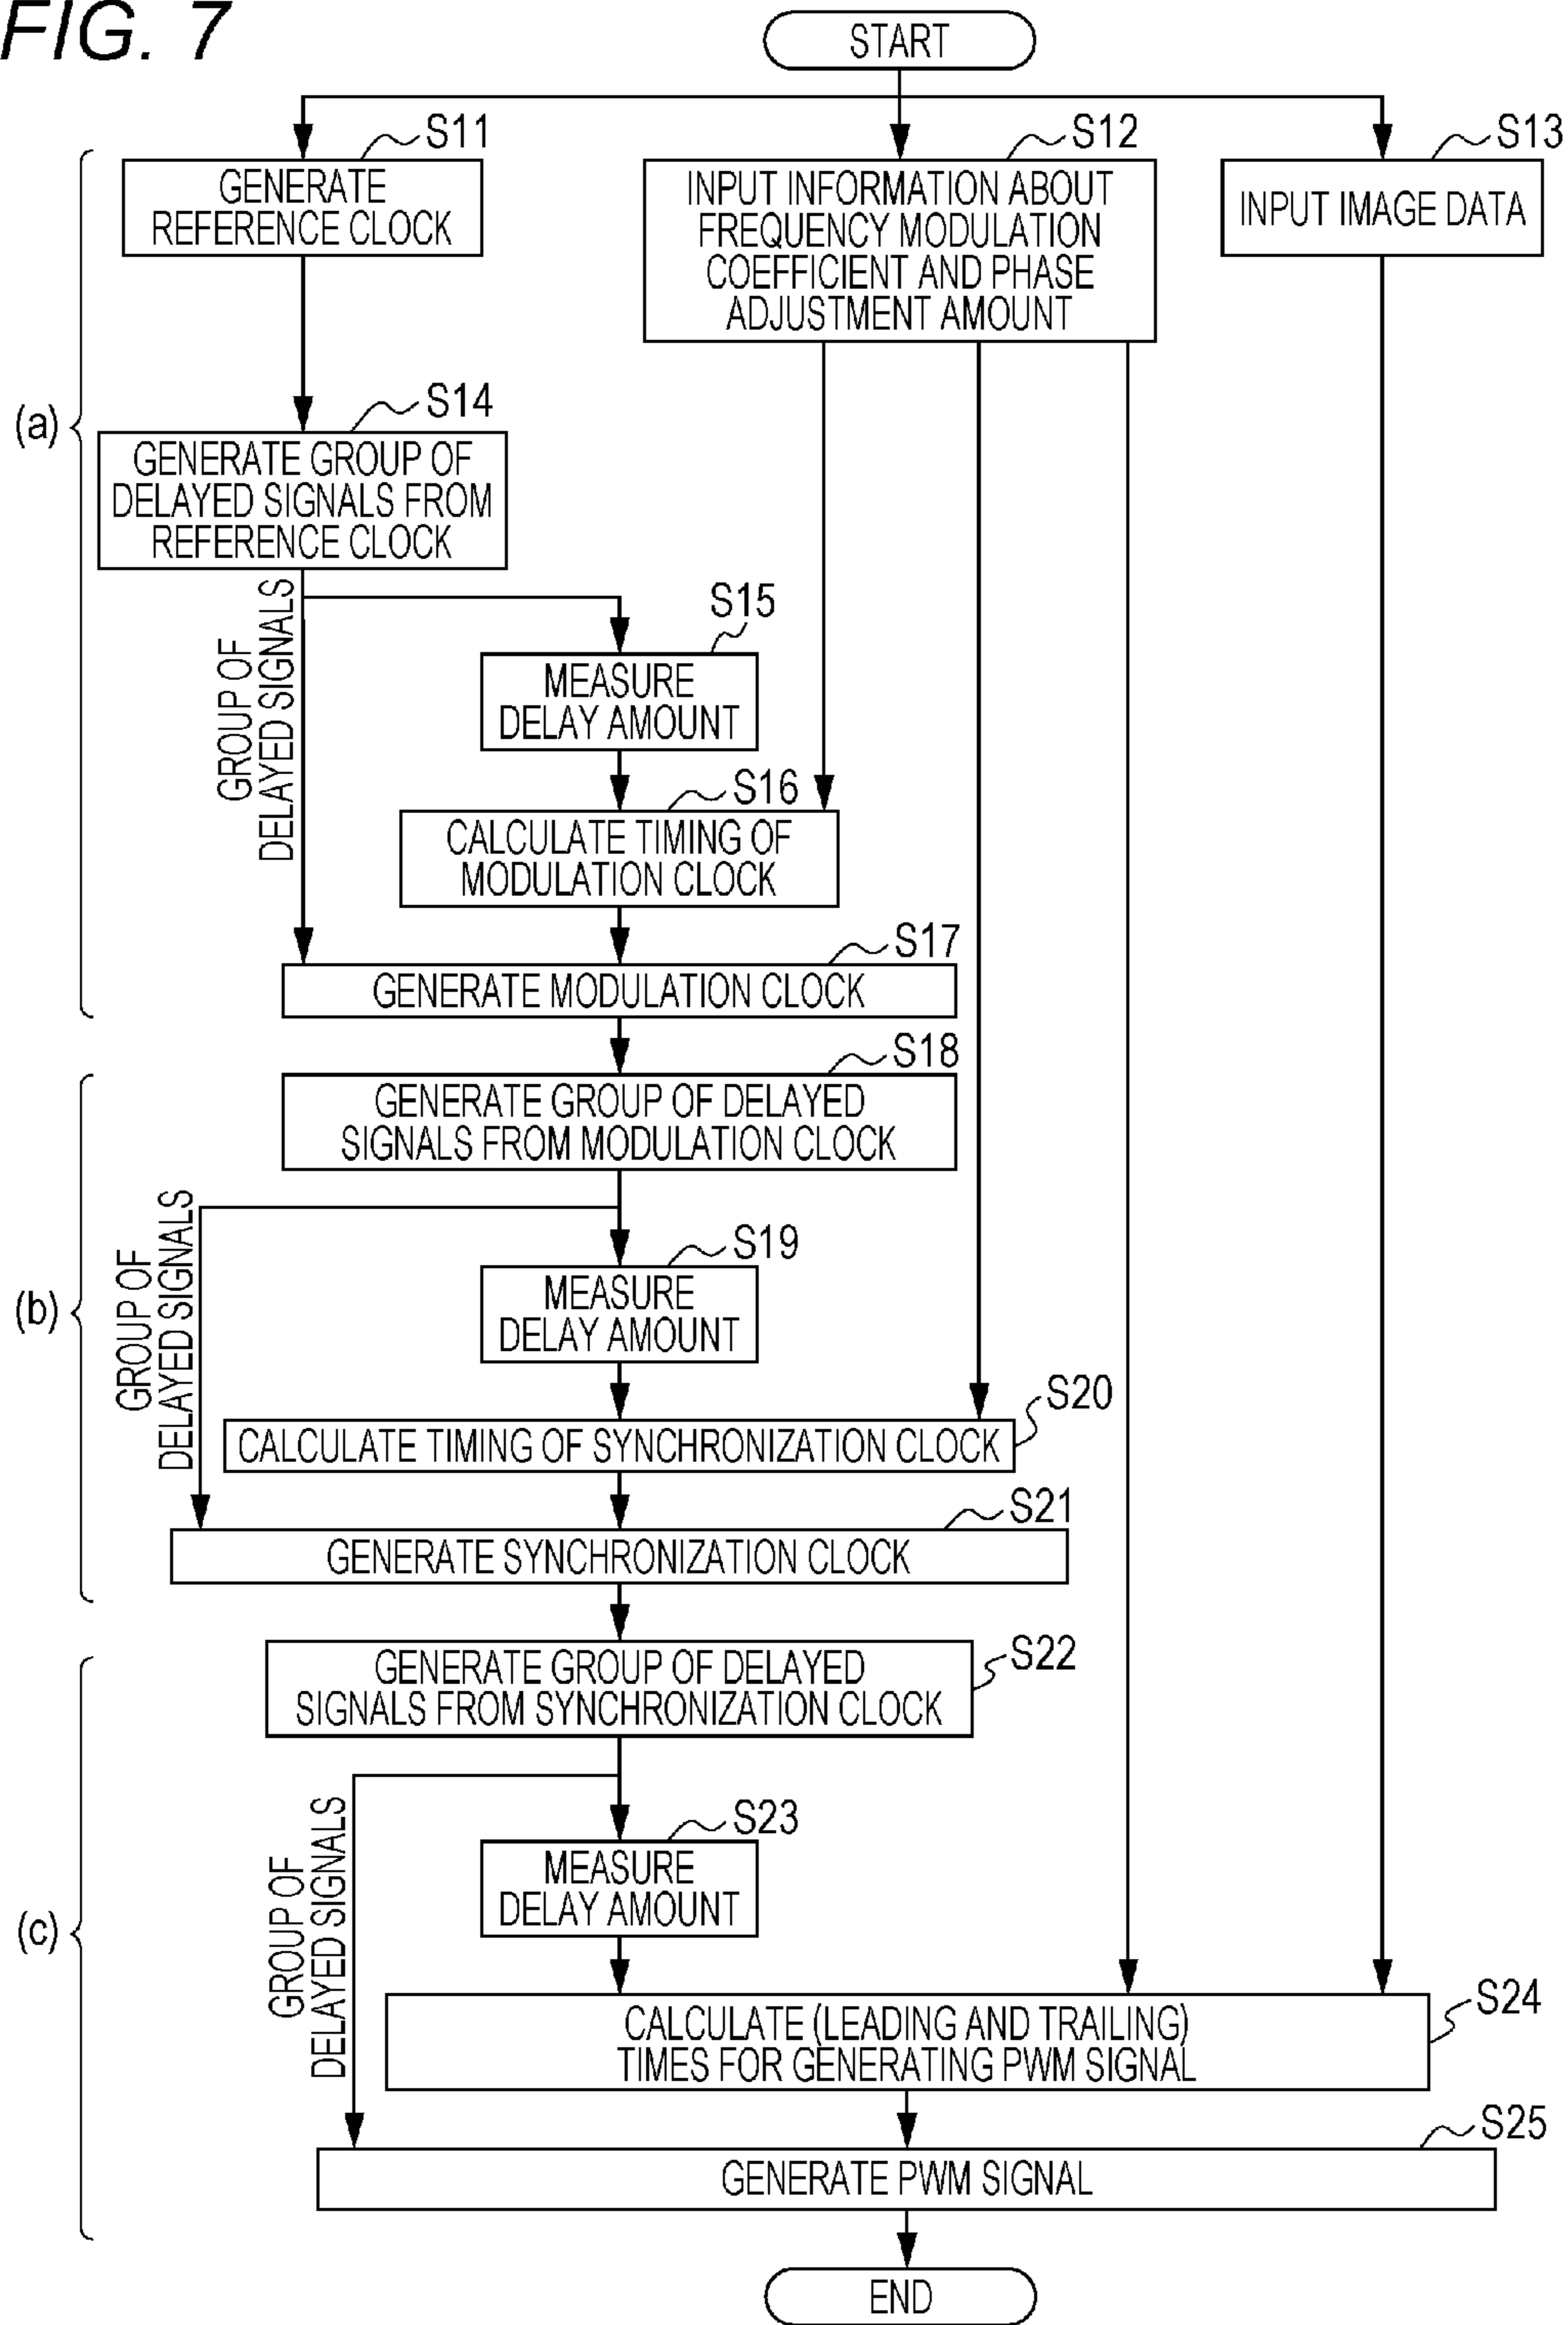 FIG. 7
START
S11
GENERATE
REFERENCE CLOCK
S12
INPUT INFORMATION ABOUT
FREQUENCY MODULATION
COEFFICIENT AND PHASE
ADJUSTMENT AMOUNT
S13
INPUT IMAGE DATA
(a)
S14
GENERATE GROUP OF
DELAYED SIGNALS FROM
REFERENCE CLOCK
GROUP OF
DELAYED SIGNALS
S15
MEASURE
DELAY AMOUNT
S16
CALCULATE TIMING OF
MODULATION CLOCK
S17
GENERATE MODULATION CLOCK
(b)
S18
GENERATE GROUP OF DELAYED
SIGNALS FROM MODULATION CLOCK
GROUP OF
DELAYED SIGNALS
S19
MEASURE
DELAY AMOUNT
S20
CALCULATE TIMING OF SYNCHRONIZATION CLOCK
S21
GENERATE SYNCHRONIZATION CLOCK
(c)
S22
GENERATE GROUP OF DELAYED
SIGNALS FROM SYNCHRONIZATION CLOCK
GROUP OF
DELAYED SIGNALS
S23
MEASURE
DELAY AMOUNT
S24
CALCULATE (LEADING AND TRAILING)
TIMES FOR GENERATING PWM SIGNAL
S25
GENERATE PWM SIGNAL
END